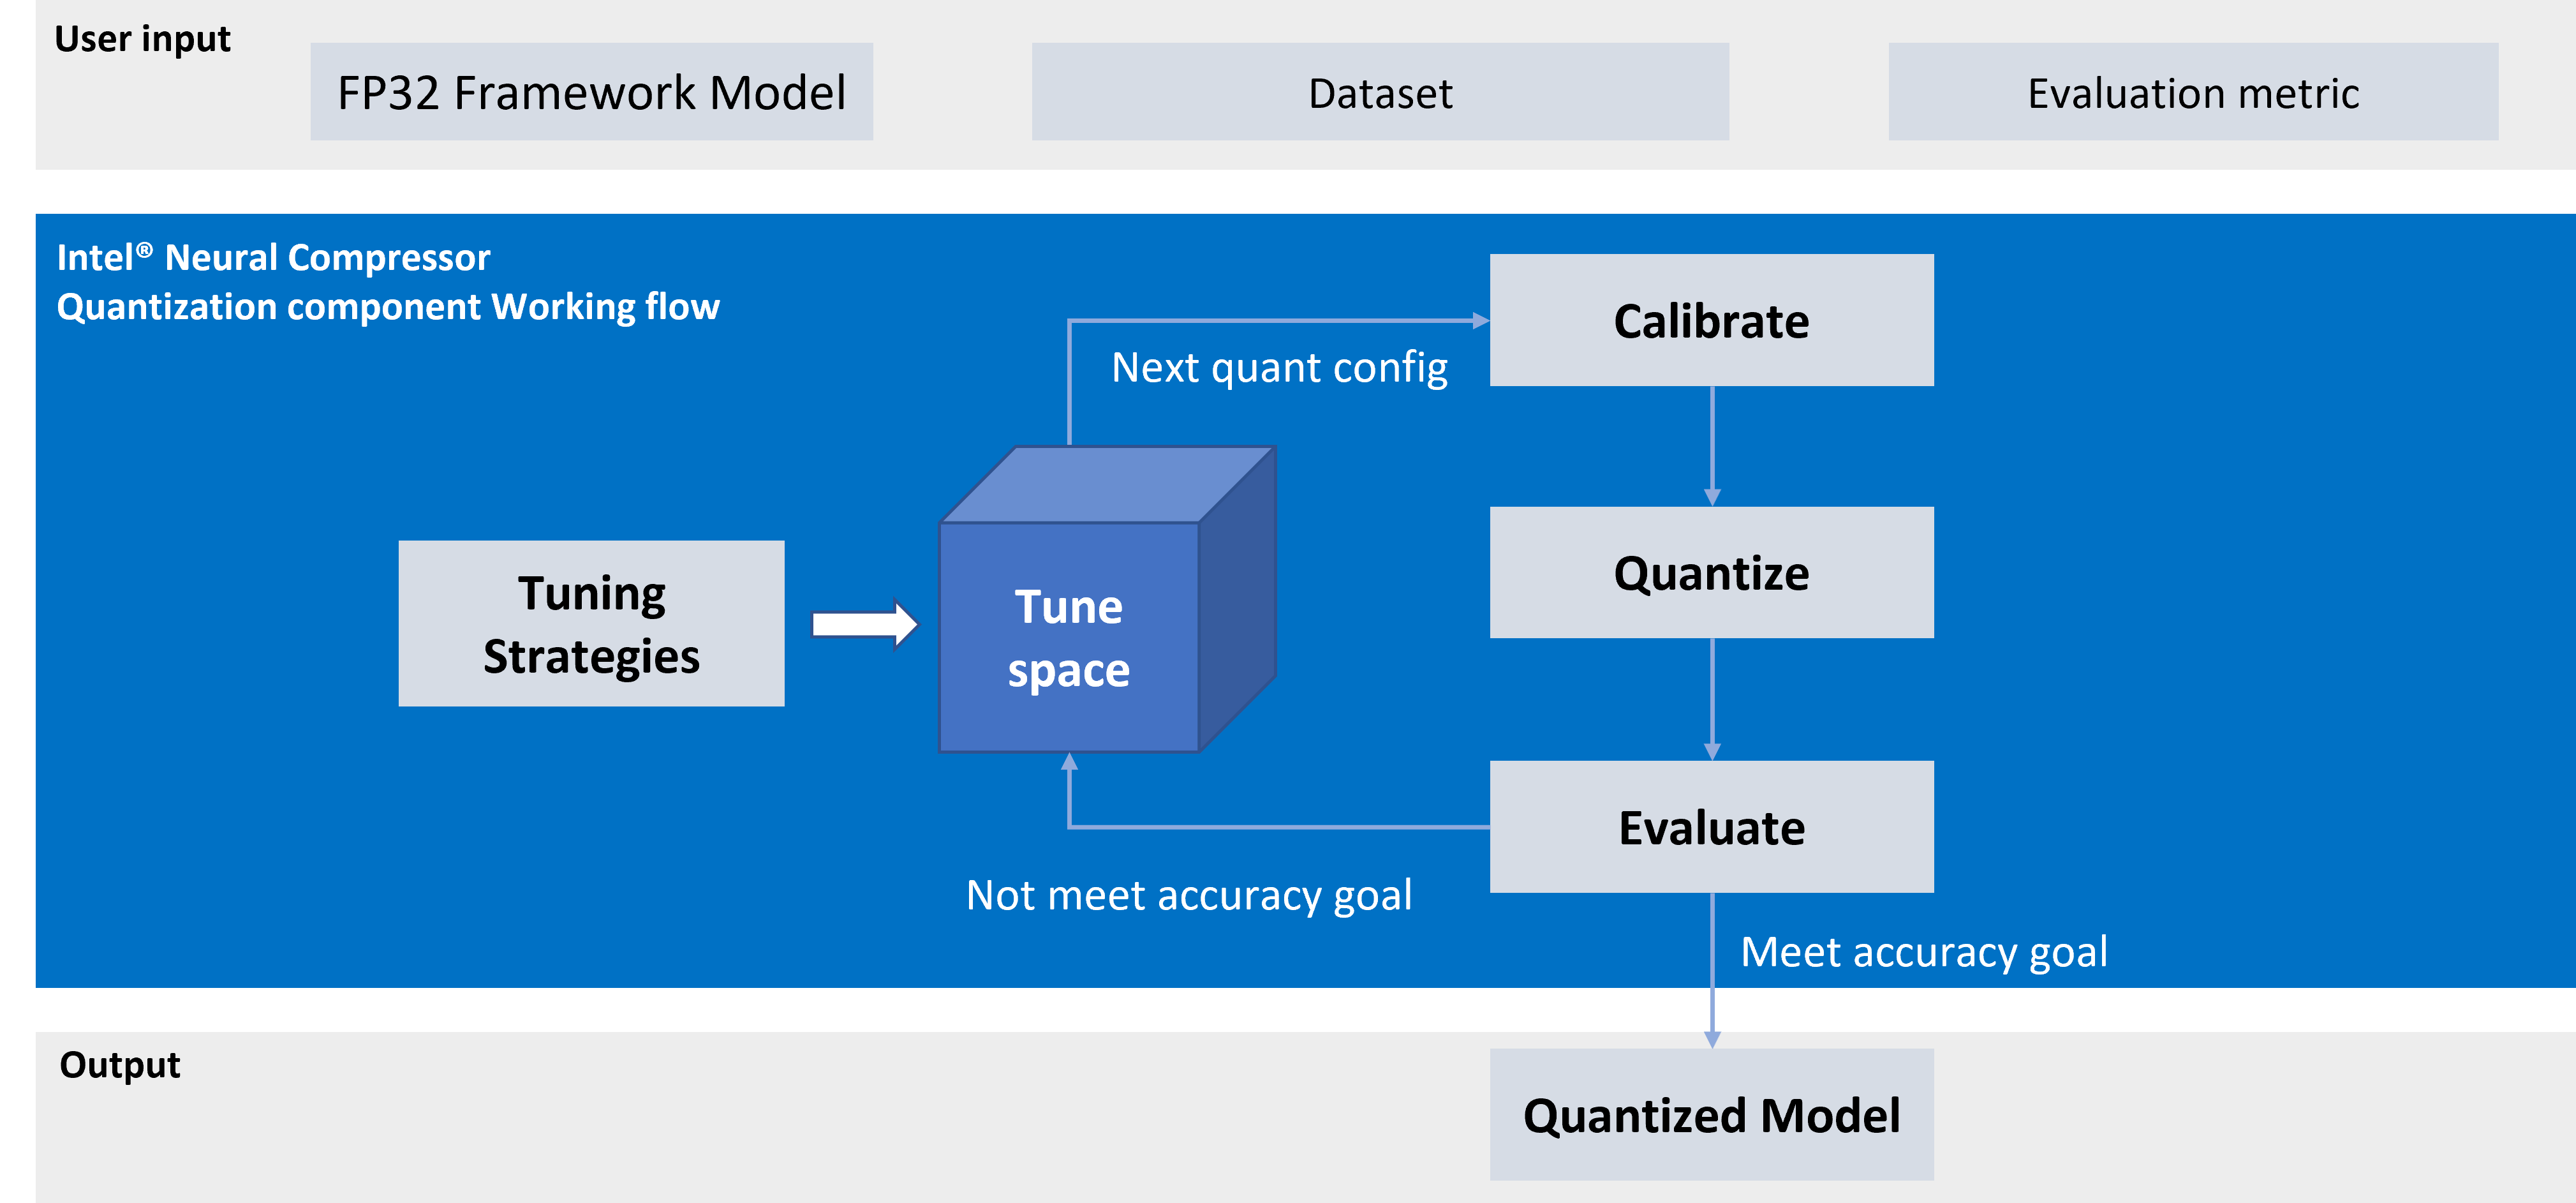 User input
FP32 Framework Model
Dataset
Evaluation metric
Intel® Neural Compressor
Quantization component Working flow
Calibrate
Next quant config
Quantize
Tuning
Strategies
Tune
space
Evaluate
Not meet accuracy goal
Meet accuracy goal
Output
Quantized Model